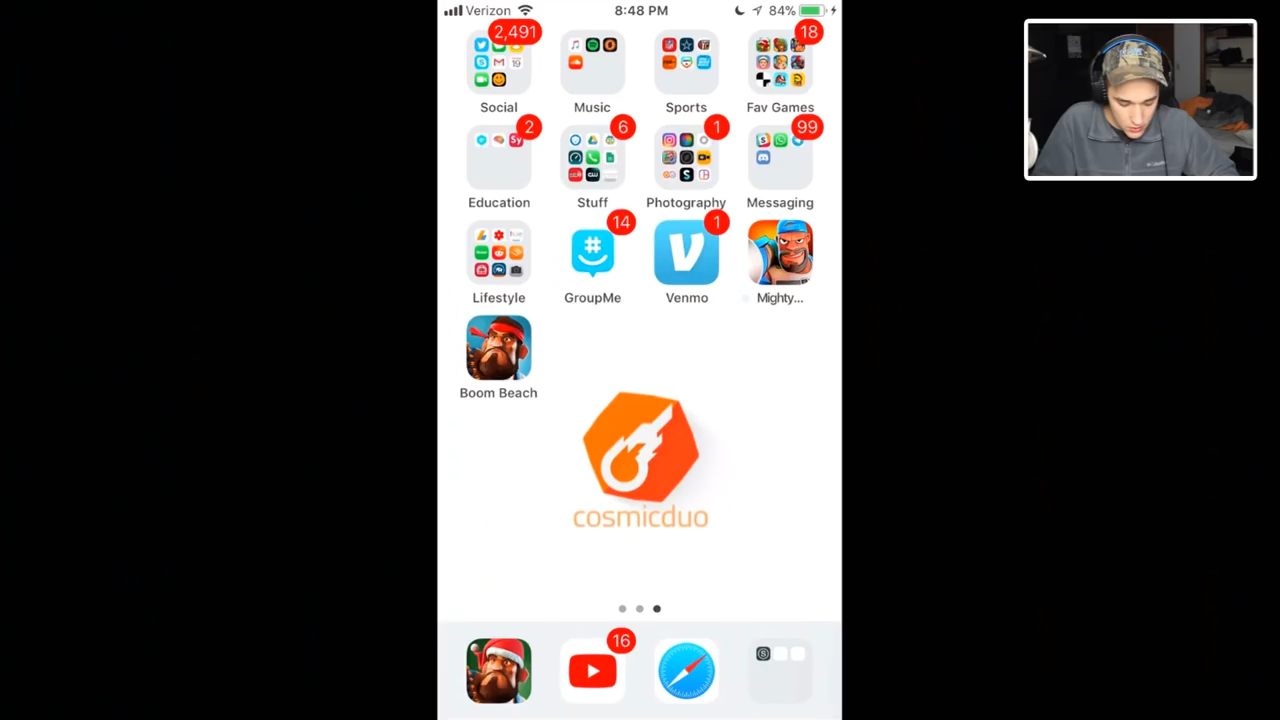 Verizon 8:48 PM 84%
2,491 18
Social Music Sports Fav Games
2 6 1 99
Education Stuff Photography Messaging
14 1
Lifestyle GroupMe Venmo Mighty...
Boom Beach
cosmicduo
16